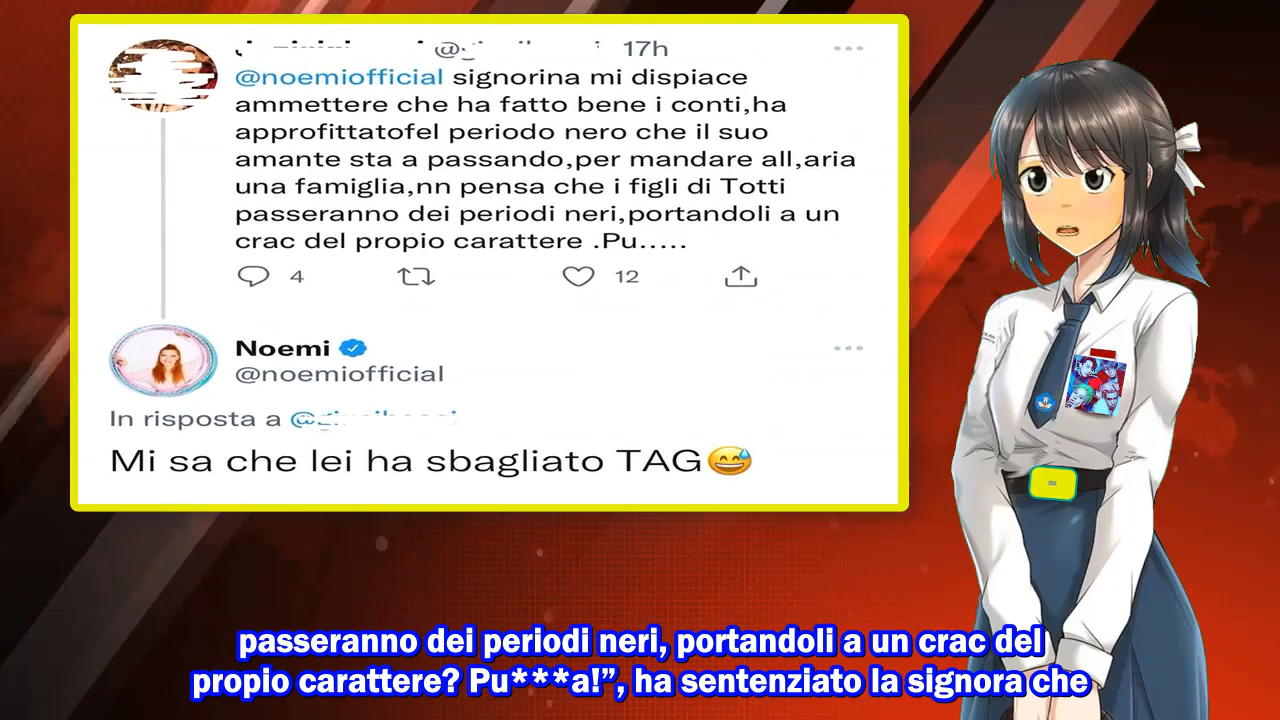 17h
@noemiofficial signorina mi dispiace
ammettere che ha fatto bene i conti,ha
approfittatofel periodo nero che il suo
amante sta a passando,per mandare all,aria
una famiglia,nn pensa che i figli di Totti
passeranno dei periodi neri,portandoli a un
crac del propio carattere .Pu.....
4 12
Noemi
@noemiofficial
In risposta a
Mi sa che lei ha sbagliato TAG😅
passeranno dei periodi neri, portandoli a un crac del
propio carattere? Pu***a!”, ha sentenziato la signora che